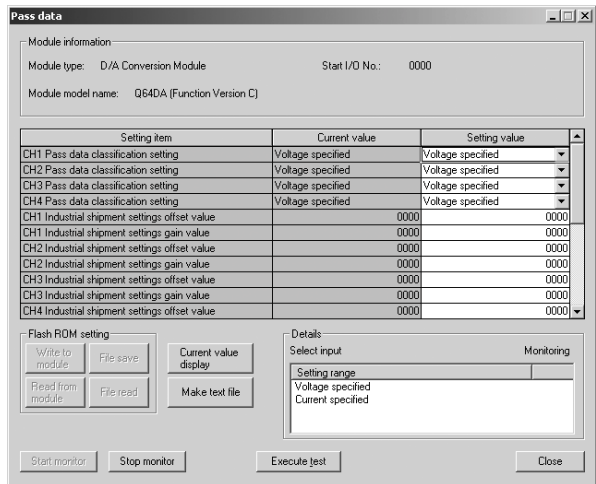 Pass data
Module information
Module type: D/A Conversion Module Start I/O No.: 0000
Module model name: Q64DA (Function Version C)
Setting item Current value Setting value
CH1 Pass data classification setting Voltage specified Voltage specified
CH2 Pass data classification setting Voltage specified Voltage specified
CH3 Pass data classification setting Voltage specified Voltage specified
CH4 Pass data classification setting Voltage specified Voltage specified
CH1 Industrial shipment settings offset value 0000 0000
CH1 Industrial shipment settings gain value 0000 0000
CH2 Industrial shipment settings offset value 0000 0000
CH2 Industrial shipment settings gain value 0000 0000
CH3 Industrial shipment settings offset value 0000 0000
CH3 Industrial shipment settings gain value 0000 0000
CH4 Industrial shipment settings offset value 0000 0000
Flash ROM setting
Write to
module
File save
Read from
module
File read
Current value
display
Make text file
Details
Select input Monitoring
Setting range
Voltage specified
Current specified
Start monitor Stop monitor Execute test Close